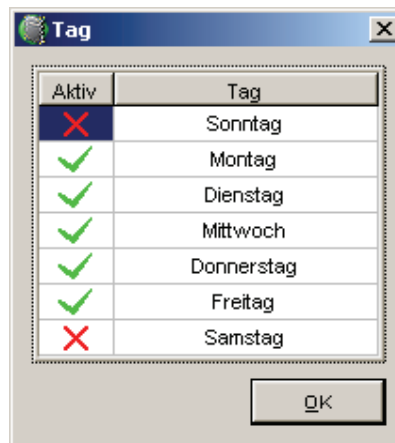 Tag
Aktiv Tag
Sonntag
Montag
Dienstag
Mittwoch
Donnerstag
Freitag
Samstag
OK